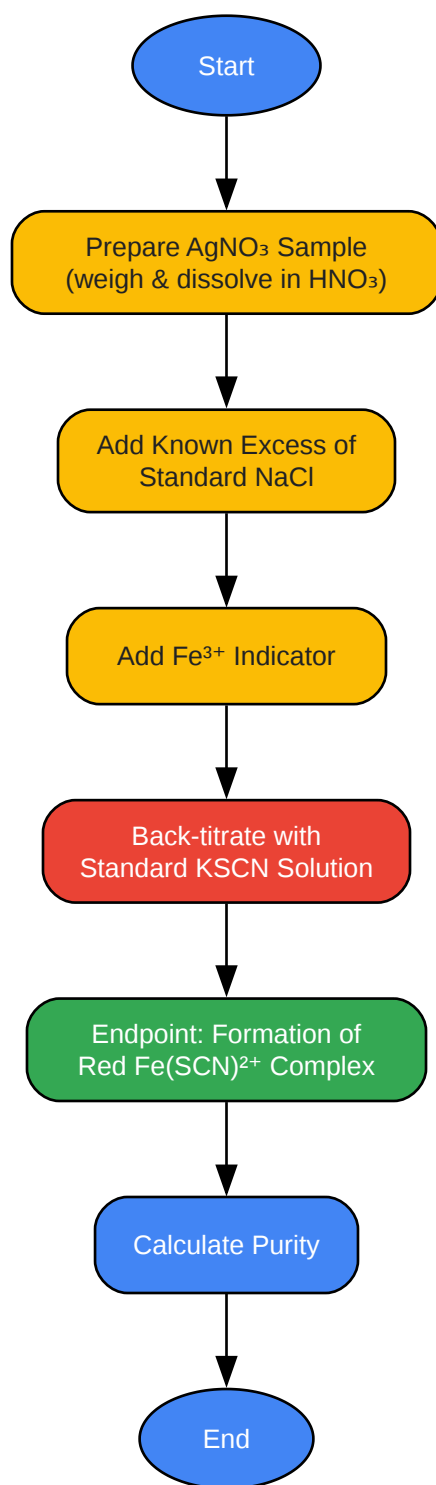 Start
Prepare AgNO₃ Sample
(weigh & dissolve in HNO₃)
Add Known Excess of
Standard NaCl
Add Fe³⁺ Indicator
Back-titrate with
Standard KSCN Solution
Endpoint: Formation of
Red Fe(SCN)²⁺ Complex
Calculate Purity
End